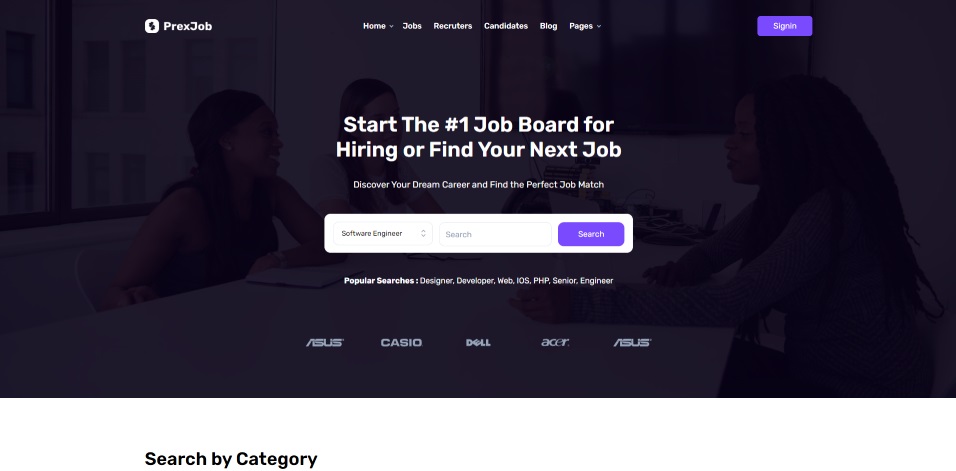 PrexJob
Home Jobs Recruters Candidates Blog Pages
Signin
Start The #1 Job Board for
Hiring or Find Your Next Job
Discover Your Dream Career and Find the Perfect Job Match
Software Engineer
Search
Search
Popular Searches : Designer, Developer, Web, IOS, PHP, Senior, Engineer
ASUS CASIO DELL acer ASUS
Search by Category